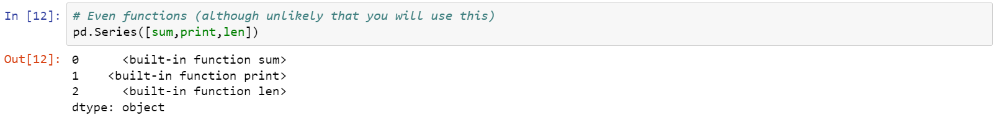 In [12]: # Even functions (although unlikely that you will use this)
pd.Series([sum,print,len])
Out[12]: 0      <built-in function sum>
1    <built-in function print>
2      <built-in function len>
dtype: object